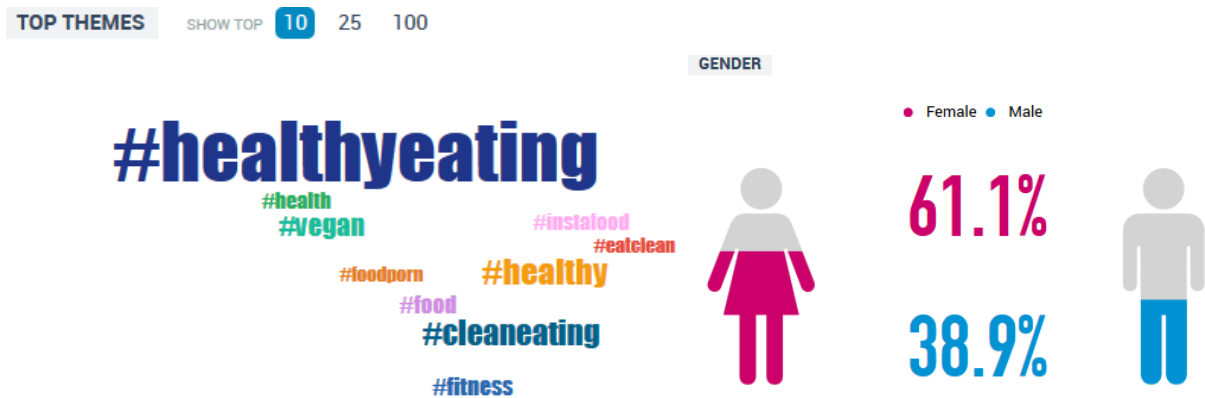 TOP THEMES SHOW TOP 10 25 100
GENDER
Female Male
#healthyeating
#health
#vegan
#instafood
#eatclean
#foodporn
#healthy
#food
#cleaneating
#fitness
61.1%
38.9%